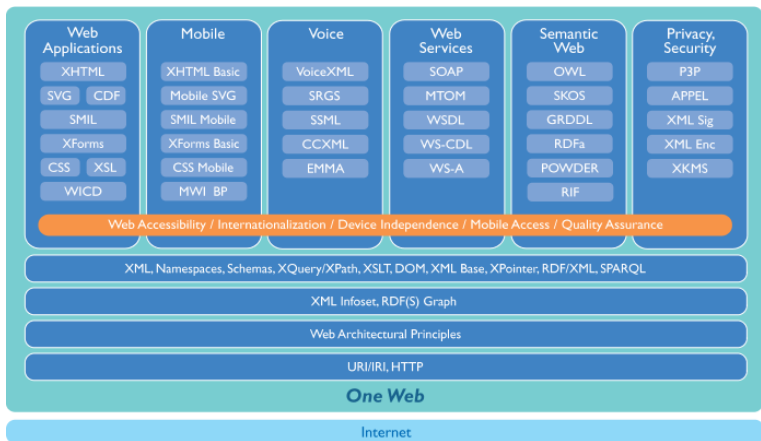 Web
Applications
XHTML
SVG CDF
SMIL
XForms
CSS XSL
WICD
Mobile
XHTML Basic
Mobile SVG
SMIL Mobile
XForms Basic
CSS Mobile
MWI BP
Voice
VoiceXML
SRGS
SSML
CCXML
EMMA
Web
Services
SOAP
MTOM
WSDL
WS-CDL
WS-A
Semantic
Web
OWL
SKOS
GRDDL
RDFa
POWDER
RIF
Privacy,
Security
P3P
APPEL
XML Sig
XML Enc
XKMS
Web Accessibility / Internationalization / Device Independence / Mobile Access / Quality Assurance
XML, Namespaces, Schemas, XQuery/XPath, XSLT, DOM, XML Base, XPointer, RDF/XML, SPARQL
XML Infoset, RDF(S) Graph
Web Architectural Principles
URI/IRI, HTTP
One Web
Internet